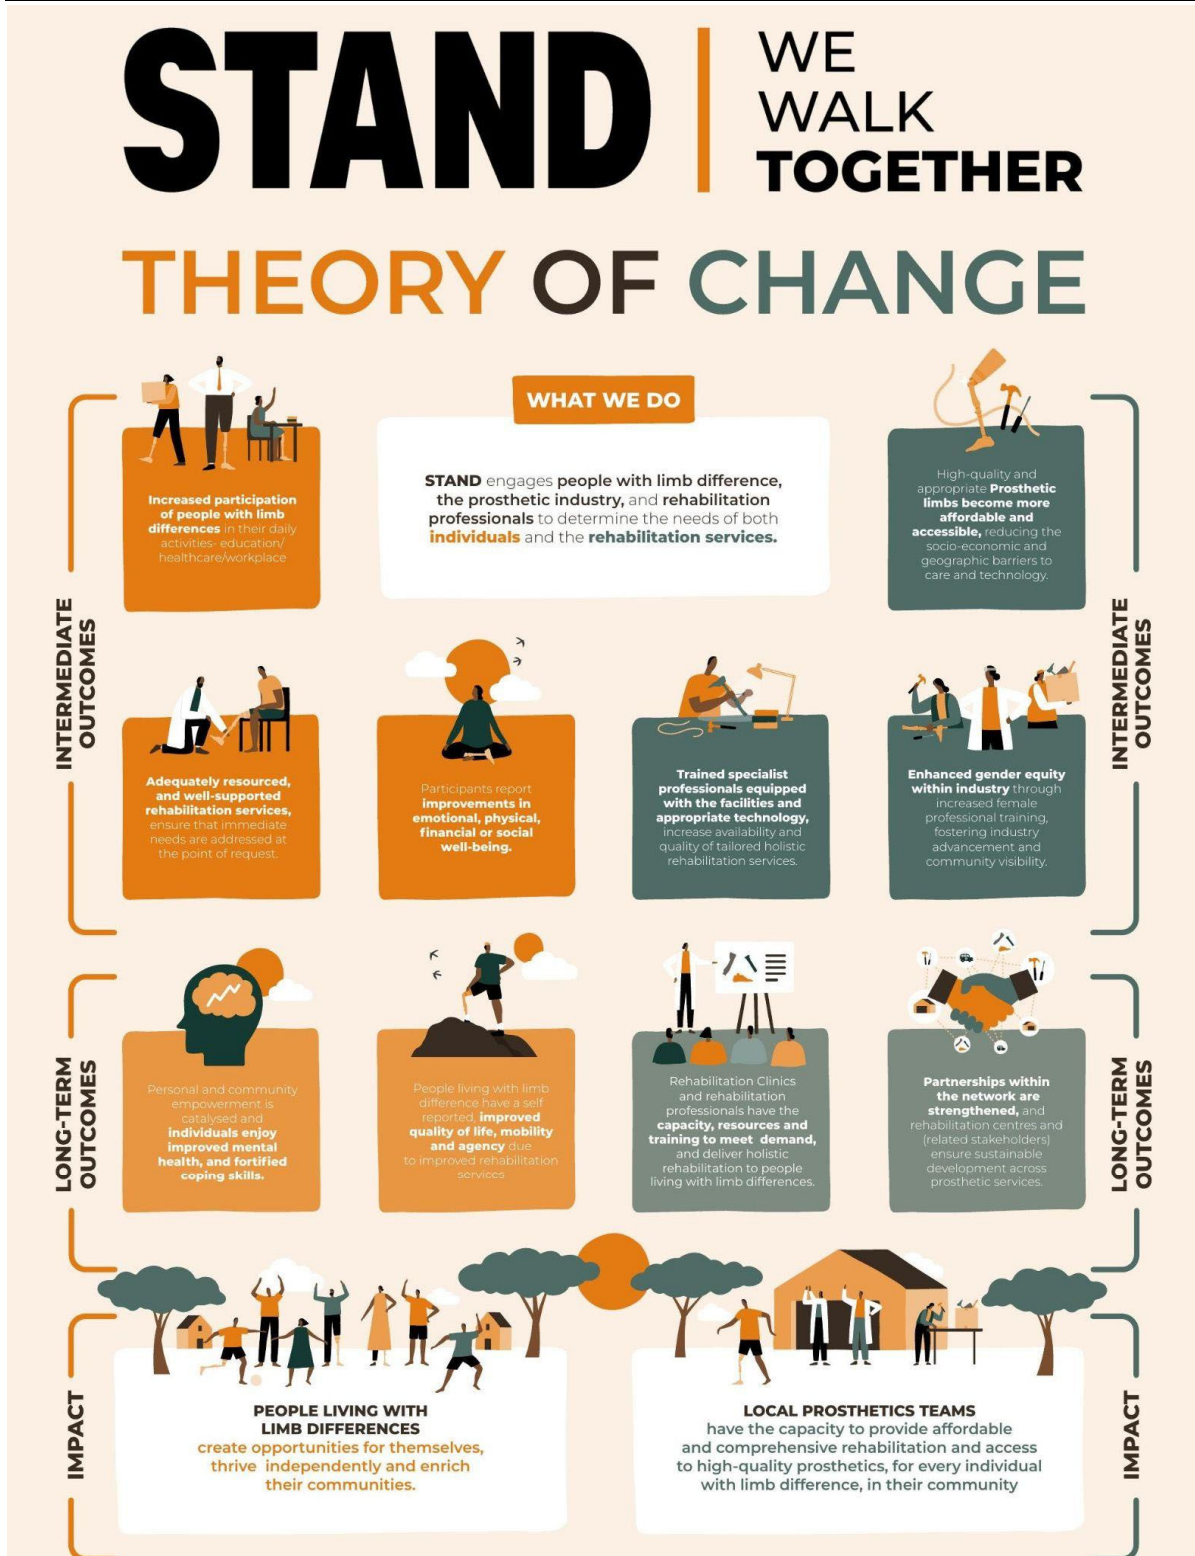 STAND
WE
WALK
TOGETHER
THEORY OF CHANGE
WHAT WE DO
STAND engages people with limb difference,
the prosthetic industry, and rehabilitation
professionals to determine the needs of both
individuals and the rehabilitation services.
INTERMEDIATE
OUTCOMES
Increased participation
of people with limb
differences in their daily
activities- education/
healthcare/workplace
High-quality and
appropriate Prosthetic
limbs become more
affordable and
accessible, reducing the
socio-economic and
geographic barriers to
care and technology.
INTERMEDIATE
OUTCOMES
Adequately resourced,
and well-supported
rehabilitation services,
ensure that immediate
needs are addressed at
the point of request.
Participants report
improvements in
emotional, physical,
financial or social
well-being.
Trained specialist
professionals equipped
with the facilities and
appropriate technology,
increase availability and
quality of tailored holistic
rehabilitation services.
Enhanced gender equity
within industry through
increased female
professional training,
fostering industry
advancement and
community visibility.
LONG-TERM
OUTCOMES
Personal and community
empowerment is
catalysed and
individuals enjoy
improved mental
health, and fortified
coping skills.
People living with limb
difference have a self
reported, improved
quality of life, mobility
and agency due
to improved rehabilitation
services
Rehabilitation Clinics
and rehabilitation
professionals have the
capacity, resources and
training to meet demand,
and deliver holistic
rehabilitation to people
living with limb differences.
Partnerships within
the network are
strengthened, and
rehabilitation centres and
(related stakeholders)
ensure sustainable
development across
prosthetic services.
LONG-TERM
OUTCOMES
IMPACT
PEOPLE LIVING WITH
LIMB DIFFERENCES
create opportunities for themselves,
thrive independently and enrich
their communities.
LOCAL PROSTHETICS TEAMS
have the capacity to provide affordable
and comprehensive rehabilitation and access
to high-quality prosthetics, for every individual
with limb difference, in their community
IMPACT